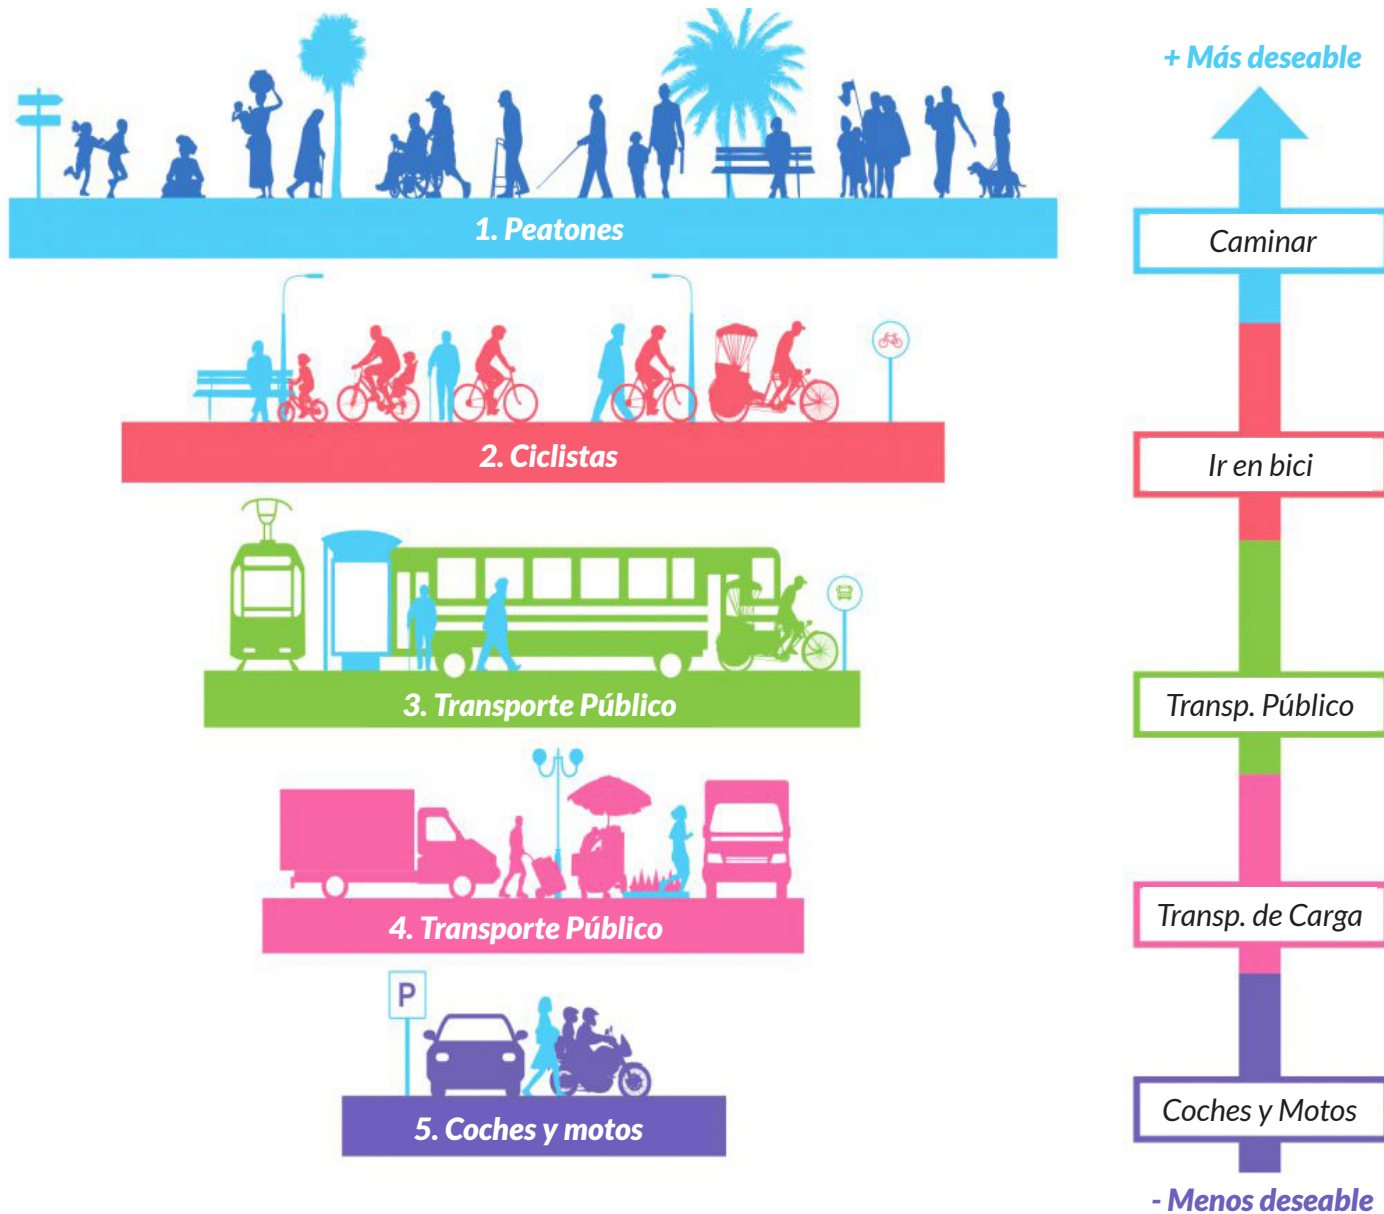 + Más deseable
1. Peatones
Caminar
2. Ciclistas
Ir en bici
3. Transporte Público
Transp. Público
4. Transporte Público
Transp. de Carga
P
5. Coches y motos
Coches y Motos
- Menos deseable